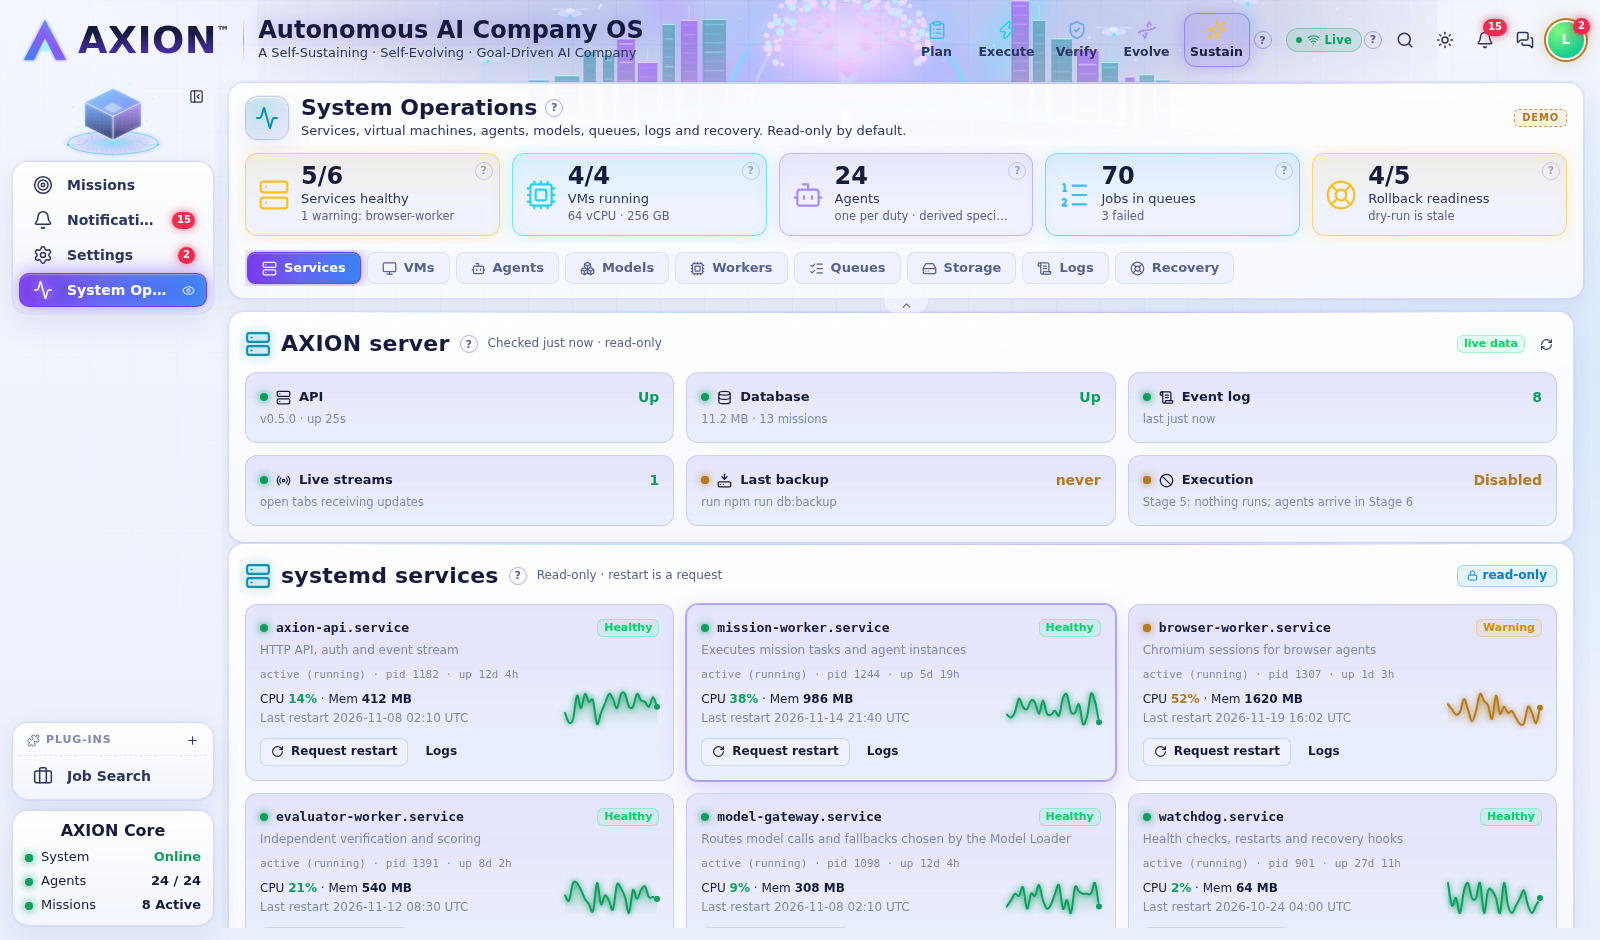 AXION™
Autonomous AI Company OS
A Self-Sustaining · Self-Evolving · Goal-Driven AI Company
Plan
Execute
Verify
Evolve
Sustain
?
Live
?
15
L
2
Missions
Notificati...
15
Settings
2
System Op...
PLUG-INS
+
Job Search
AXION Core
System Online
Agents 24 / 24
Missions 8 Active
System Operations ?
Services, virtual machines, agents, models, queues, logs and recovery. Read-only by default.
DEMO
5/6
?
Services healthy
1 warning: browser-worker
4/4
?
VMs running
64 vCPU · 256 GB
24
?
Agents
one per duty · derived speci...
1
2
70
?
Jobs in queues
3 failed
4/5
?
Rollback readiness
dry-run is stale
Services
VMs
Agents
Models
Workers
Queues
Storage
Logs
Recovery
AXION server ? Checked just now · read-only
live data
API Up
v0.5.0 · up 25s
Database Up
11.2 MB · 13 missions
Event log 8
last just now
Live streams 1
open tabs receiving updates
Last backup never
run npm run db:backup
Execution Disabled
Stage 5: nothing runs; agents arrive in Stage 6
systemd services ? Read-only · restart is a request
read-only
axion-api.service Healthy
HTTP API, auth and event stream
active (running) · pid 1182 · up 12d 4h
CPU 14% · Mem 412 MB
Last restart 2026-11-08 02:10 UTC
Request restart Logs
mission-worker.service Healthy
Executes mission tasks and agent instances
active (running) · pid 1244 · up 5d 19h
CPU 38% · Mem 986 MB
Last restart 2026-11-14 21:40 UTC
Request restart Logs
browser-worker.service Warning
Chromium sessions for browser agents
active (running) · pid 1307 · up 1d 3h
CPU 52% · Mem 1620 MB
Last restart 2026-11-19 16:02 UTC
Request restart Logs
evaluator-worker.service Healthy
Independent verification and scoring
active (running) · pid 1391 · up 8d 2h
CPU 21% · Mem 540 MB
Last restart 2026-11-12 08:30 UTC
model-gateway.service Healthy
Routes model calls and fallbacks chosen by the Model Loader
active (running) · pid 1098 · up 12d 4h
CPU 9% · Mem 308 MB
Last restart 2026-11-08 02:10 UTC
watchdog.service Healthy
Health checks, restarts and recovery hooks
active (running) · pid 901 · up 27d 11h
CPU 2% · Mem 64 MB
Last restart 2026-10-24 04:00 UTC